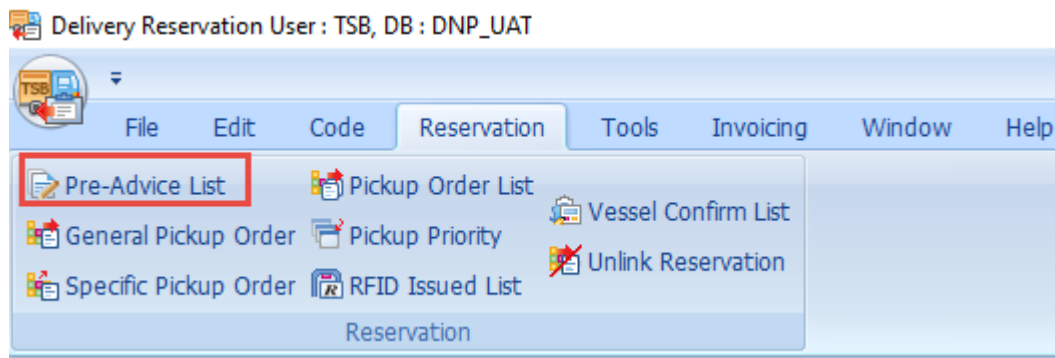 Delivery Reservation User : TSB, DB : DNP_UAT
TSB
File Edit Code Reservation Tools Invoicing Window Help
Pre-Advice List Pickup Order List
Vessel Confirm List
General Pickup Order Pickup Priority
Unlink Reservation
Specific Pickup Order RFID Issued List
Reservation